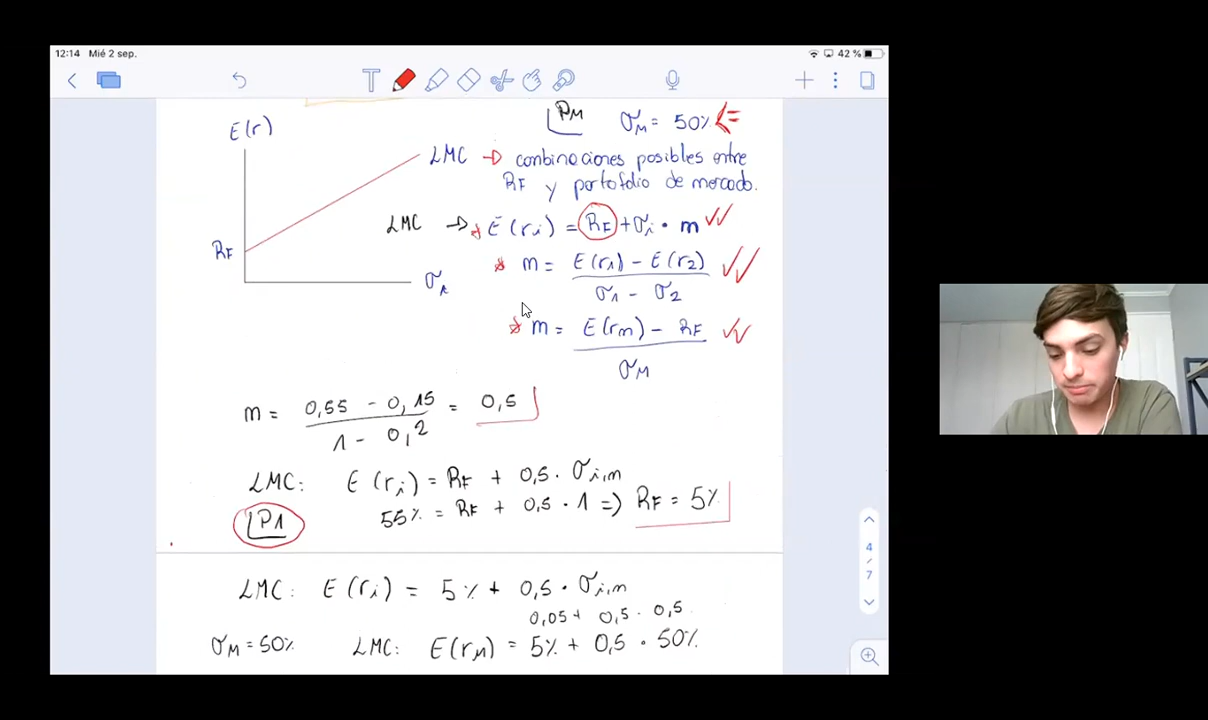 12:14 Mié 2 sep.
42 %
T
PM σM = 50%
E(r)
LMC → combinaciones posibles entre
RF y portafolio de mercado.
LMC → E(ri) = RF + σi · m
RF
m = E(r1) - E(r2)
σ1 - σ2
σi
m = E(rm) - RF
σM
m = 0,55 - 0,15 = 0,5
1 - 0,2
LMC: E(ri) = RF + 0,5 · σi,m
P1 55% = RF + 0,5 · 1 => RF = 5%
4
/
7
LMC: E(ri) = 5% + 0,5 · σi,m
0,05 + 0,5 · 0,5
σM = 50% LMC: E(rM) = 5% + 0,5 · 50%